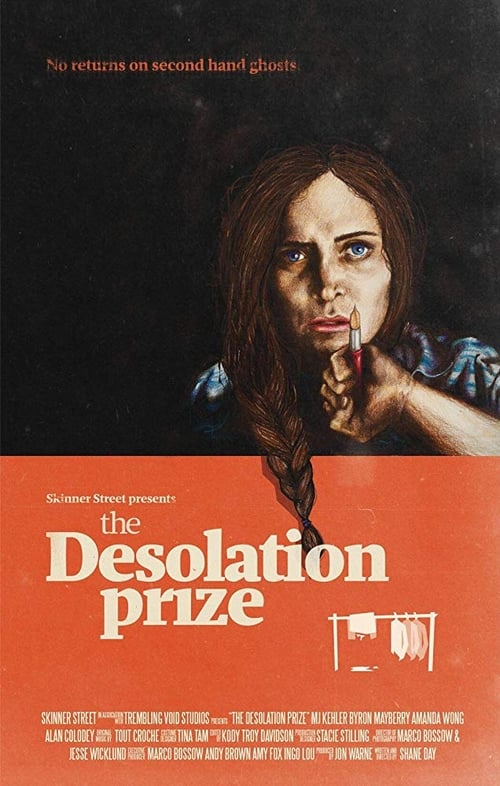 No returns on second hand ghosts.
Skinner Street presents
the
Desolation
prize
SKINNER STREET IN ASSOCIATION WITH TREMBLING VOID STUDIOS PRESENTS "THE DESOLATION PRIZE" MJ KEHLER BYRON MAYBERRY AMANDA WONG
ALAN COLODEY ORIGINAL MUSIC BY TOUT CROCHE COSTUME DESIGNER TINA TAM EDITOR KODY TROY DAVIDSON PRODUCTION DESIGNER STACIE STILLING DIRECTOR OF PHOTOGRAPHY MARCO BOSSOW &
JESSE WICKLUND EXECUTIVE PRODUCERS MARCO BOSSOW ANDY BROWN AMY FOX INGO LOU PRODUCED BY JON WARNE WRITTEN AND DIRECTED BY SHANE DAY